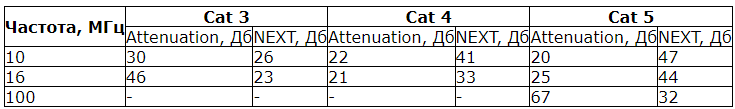 Частота, МГц Cat 3 Cat 4 Cat 5
Attenuation, Дб NEXT, Дб Attenuation, Дб NEXT, Дб Attenuation, Дб NEXT, Дб
10 30 26 22 41 20 47
16 46 23 21 33 25 44
100 - - - - 67 32